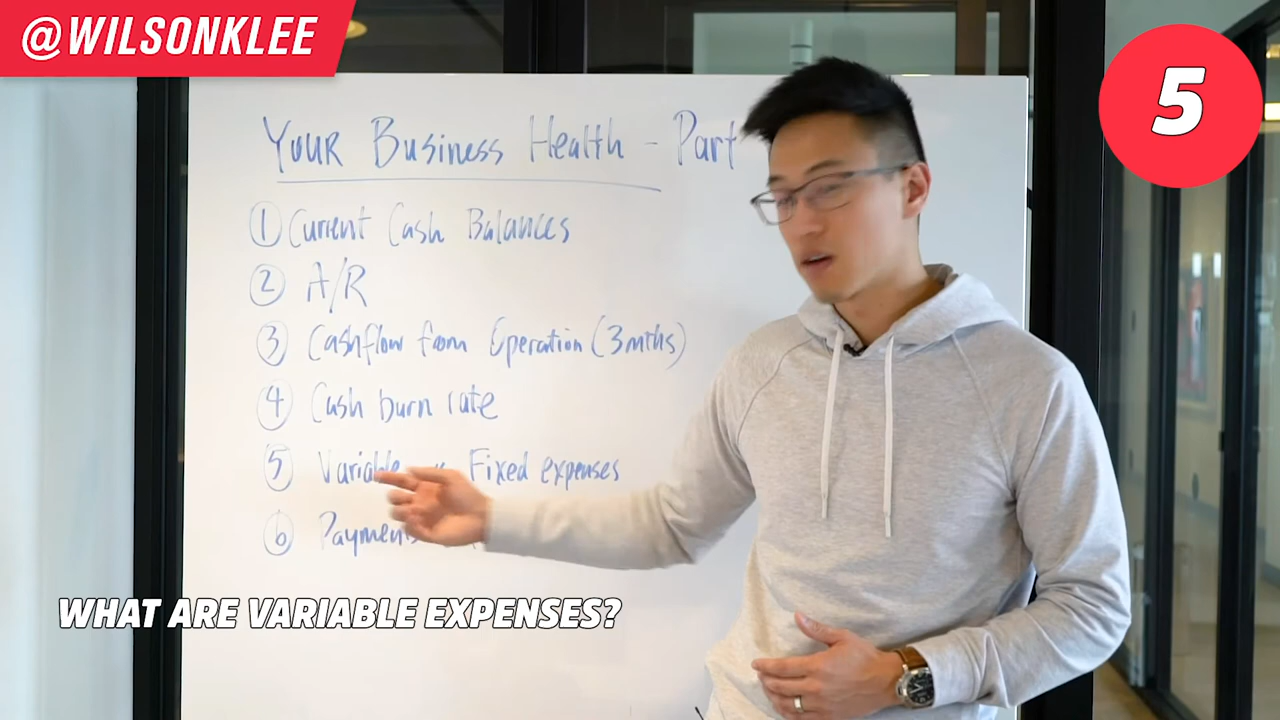 @WILSONKLEE
5
Your Business Health - Part
1 Current Cash Balances
2 A/R
3 Cashflow from Operation (3mths)
4 Cash burn rate
5 Variable Fixed expenses
6 Payments
WHAT ARE VARIABLE EXPENSES?